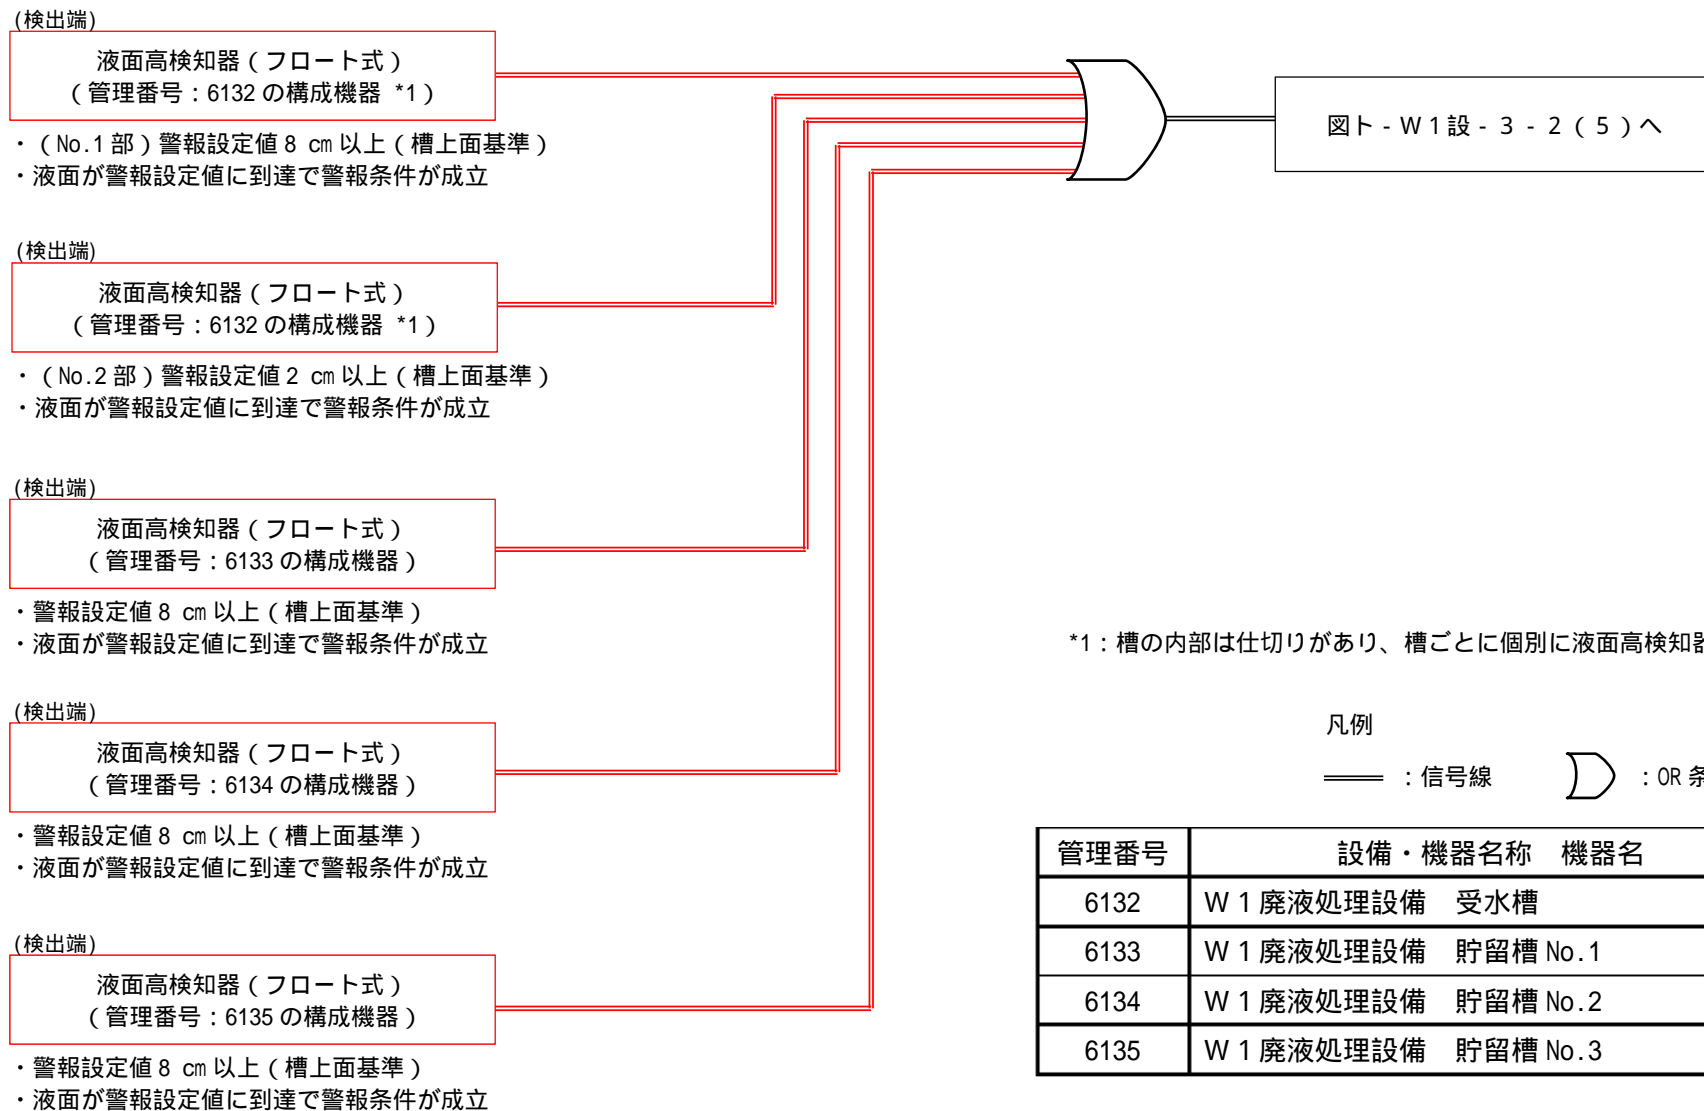 (検出端)
液面高検知器(フロート式)
(管理番号:6132の構成機器 *1)
・(No.1部)警報設定値8 cm以上(槽上面基準)
・液面が警報設定値に到達で警報条件が成立
(検出端)
液面高検知器(フロート式)
(管理番号:6132の構成機器 *1)
・(No.2部)警報設定値2 cm以上(槽上面基準)
・液面が警報設定値に到達で警報条件が成立
(検出端)
液面高検知器(フロート式)
(管理番号:6133の構成機器)
・警報設定値8 cm以上(槽上面基準)
・液面が警報設定値に到達で警報条件が成立
(検出端)
液面高検知器(フロート式)
(管理番号:6134の構成機器)
・警報設定値8 cm以上(槽上面基準)
・液面が警報設定値に到達で警報条件が成立
(検出端)
液面高検知器(フロート式)
(管理番号:6135の構成機器)
・警報設定値8 cm以上(槽上面基準)
・液面が警報設定値に到達で警報条件が成立
図ト-W1設-3-2(5)へ
*1:槽の内部は仕切りがあり、槽ごとに個別に液面高検知器
凡例
:信号線 :OR条
管理番号 設備・機器名称 機器名
6132 W1廃液処理設備 受水槽
6133 W1廃液処理設備 貯留槽No.1
6134 W1廃液処理設備 貯留槽No.2
6135 W1廃液処理設備 貯留槽No.3